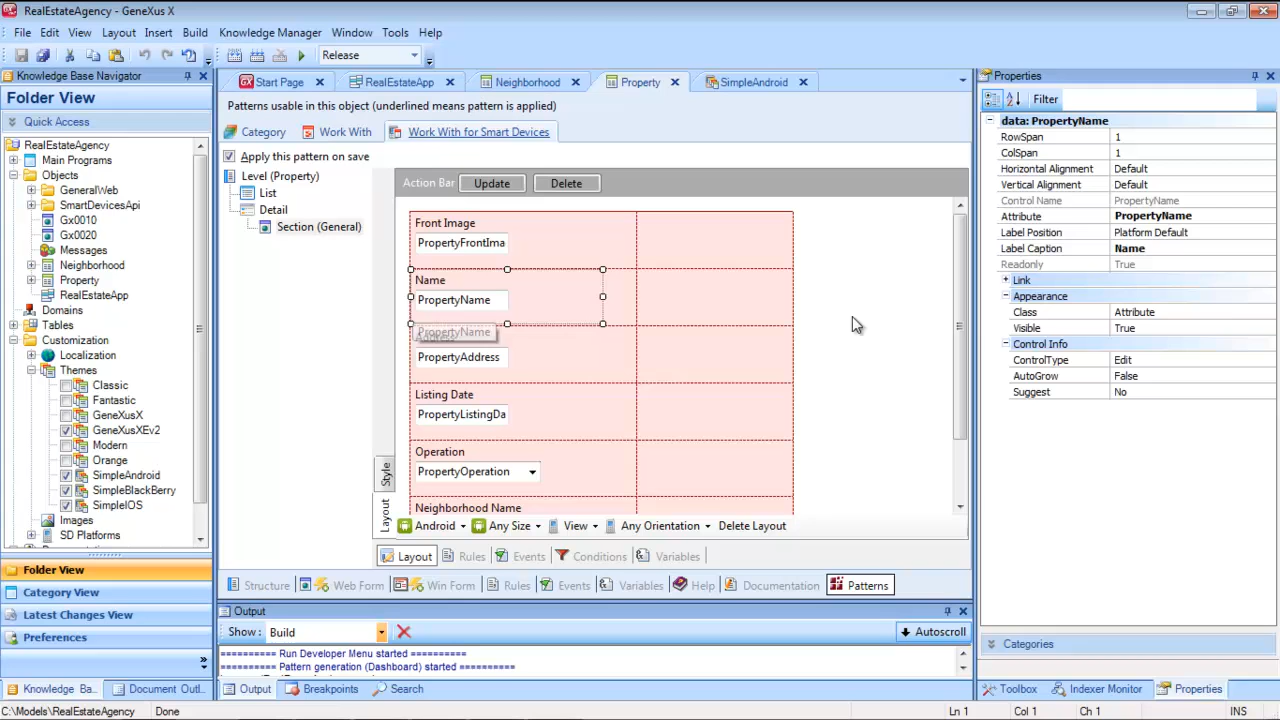 RealEstateAgency - GeneXus X
File Edit View Layout Insert Build Knowledge Manager Window Tools Help
Release
Knowledge Base Navigator
Folder View
Quick Access
RealEstateAgency
Main Programs
Objects
GeneralWeb
SmartDevicesApi
Gx0010
Gx0020
Messages
Neighborhood
Property
RealEstateApp
Domains
Tables
Customization
Localization
Themes
Classic
Fantastic
GeneXusX
GeneXusXEv2
Modern
Orange
SimpleAndroid
SimpleBlackBerry
SimpleIOS
Images
SD Platforms
Folder View
Category View
Latest Changes View
Preferences
Knowledge Ba... Document Outl...
Start Page RealEstateApp Neighborhood Property SimpleAndroid
Patterns usable in this object (underlined means pattern is applied)
Category Work With Work With for Smart Devices
Apply this pattern on save
Level (Property)
List
Detail
Section (General)
Action Bar Update Delete
Front Image
PropertyFrontIma
Name
PropertyName
PropertyName
Address
PropertyAddress
Listing Date
PropertyListingDa
Operation
PropertyOperation
Neighborhood Name
Style
Layout
Android Any Size View Any Orientation Delete Layout
Layout Rules Events Conditions Variables
Structure Web Form Win Form Rules Events Variables Help Documentation Patterns
Output
Show: Build Autoscroll
========== Run Developer Menu started ==========
========== Pattern generation (Dashboard) started ==========
Output Breakpoints Search
Properties
Filter
data: PropertyName
RowSpan 1
ColSpan 1
Horizontal Alignment Default
Vertical Alignment Default
Control Name PropertyName
Attribute PropertyName
Label Position Platform Default
Label Caption Name
Readonly True
Link
Appearance
Class Attribute
Visible True
Control Info
ControlType Edit
AutoGrow False
Suggest No
Categories
Toolbox Indexer Monitor Properties
C:\Models\RealEstateAgency Done Ln 1 Col 1 Ch 1 INS